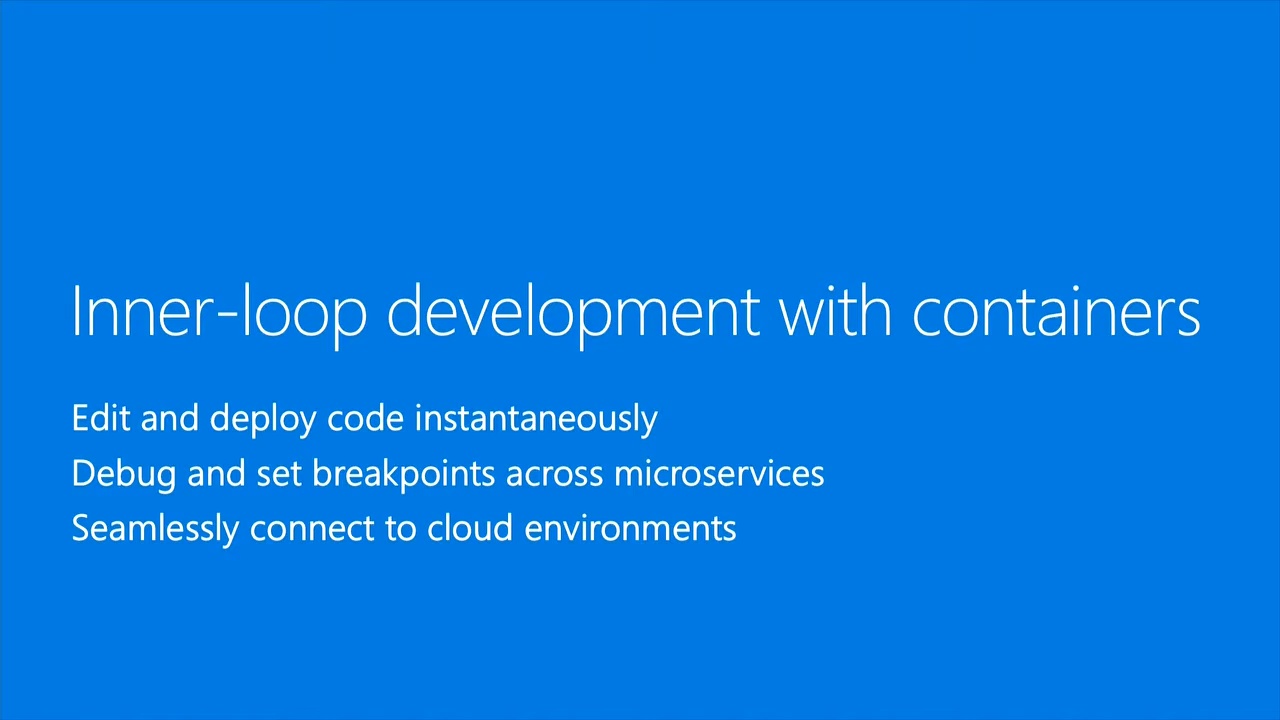 Inner-loop development with containers
Edit and deploy code instantaneously
Debug and set breakpoints across microservices
Seamlessly connect to cloud environments